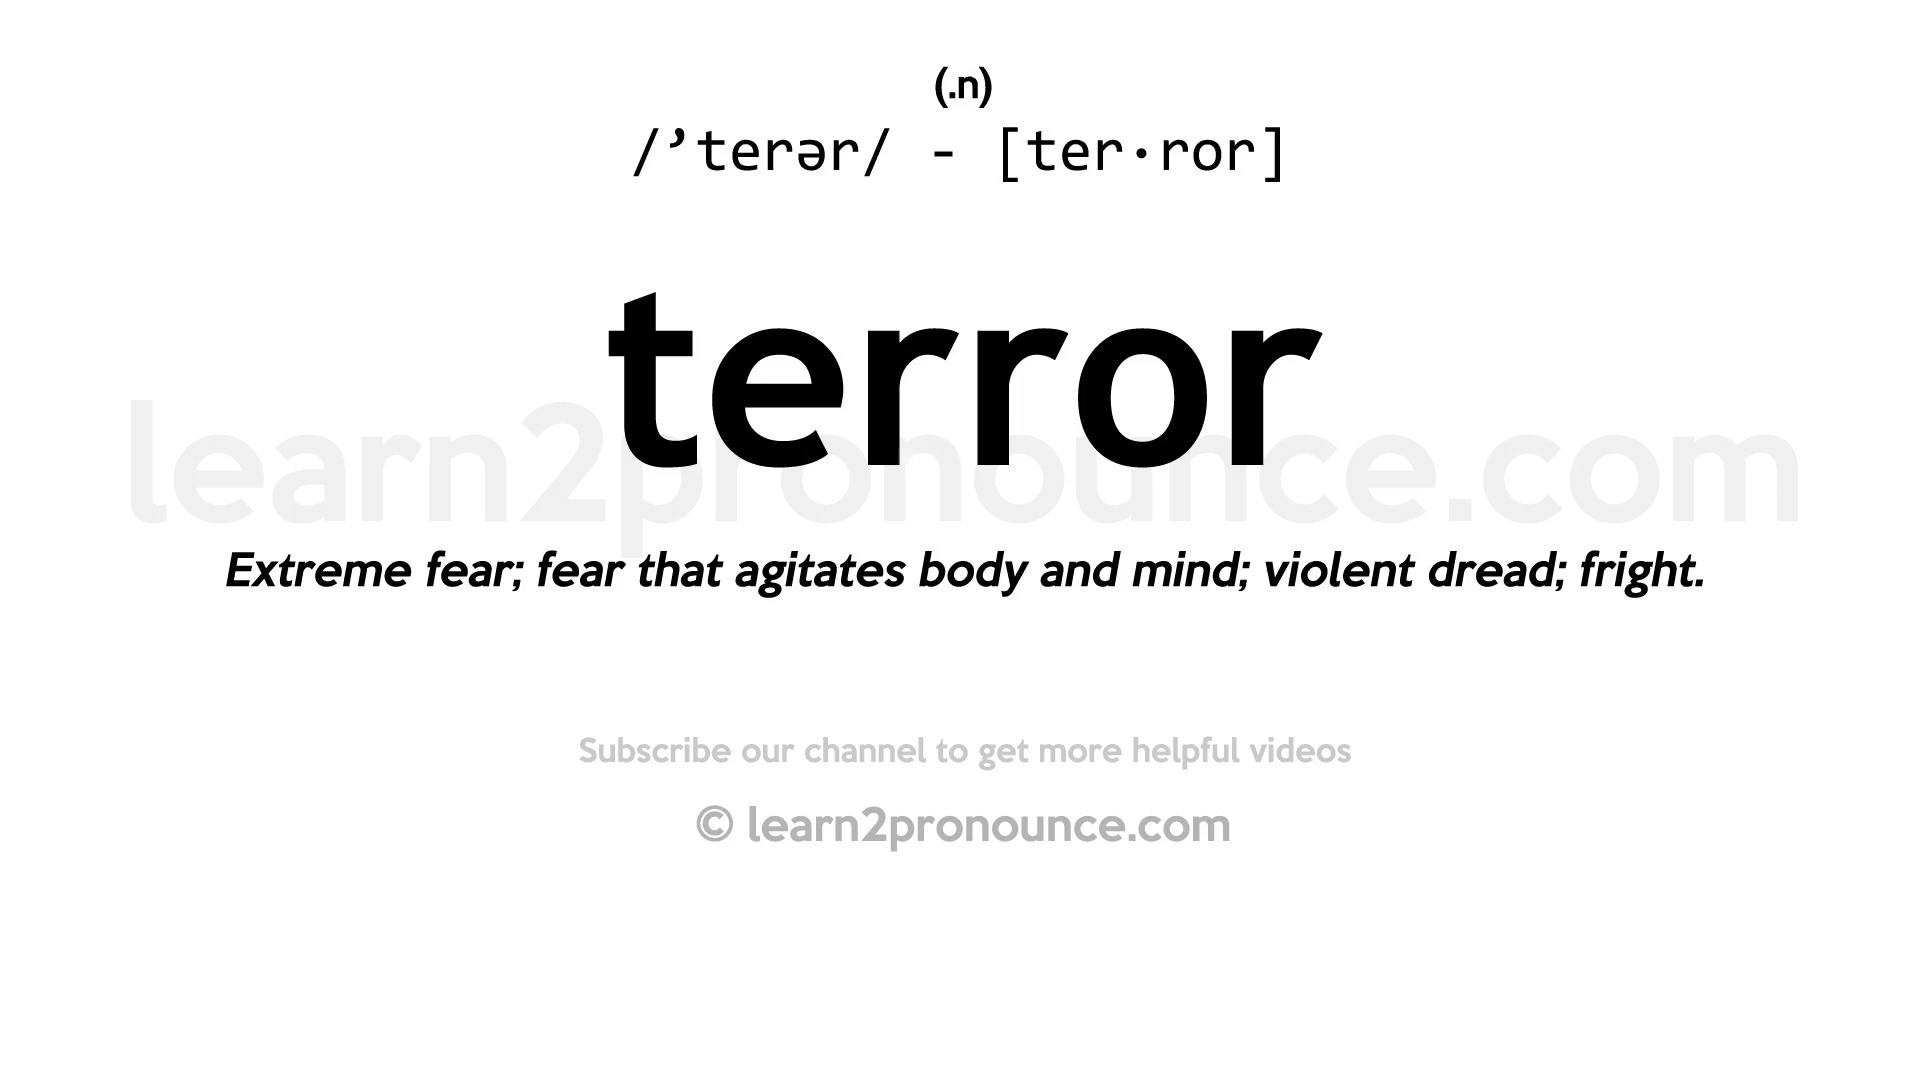 (.n)
/’terər/ - [ter·ror]
terror
learn2pronounce.com
Extreme fear; fear that agitates body and mind; violent dread; fright.
Subscribe our channel to get more helpful videos
© learn2pronounce.com